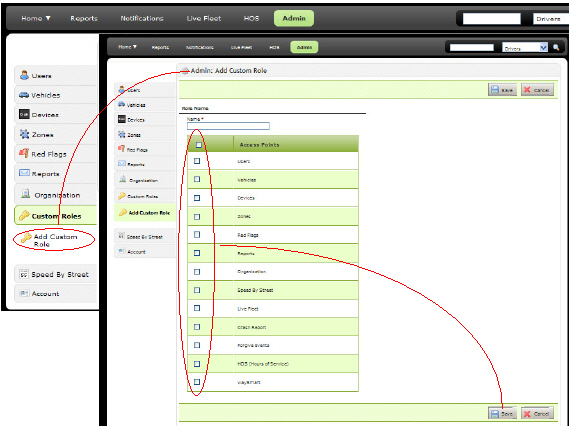 Home ▼ Reports Notifications Live Fleet HOS Admin
Drivers
Users
Vehicles
Devices
Zones
Red Flags
Reports
Organization
Custom Roles
Add Custom
Role
Speed By Street
Account
Home ▼ Reports Notifications Live Fleet HOS Admin
Drivers
Users
Vehicles
Devices
Zones
Red Flags
Reports
Organization
Custom Roles
Add Custom Role
Speed By Street
Account
Admin: Add Custom Role
Save Cancel
Role Name
Name *
Access Points
Users
Vehicles
Devices
Zones
Red Flags
Reports
Organization
Speed By Street
Live Fleet
Crash Report
Forgive Events
HOS (Hours of Service)
waySmart
Save Cancel